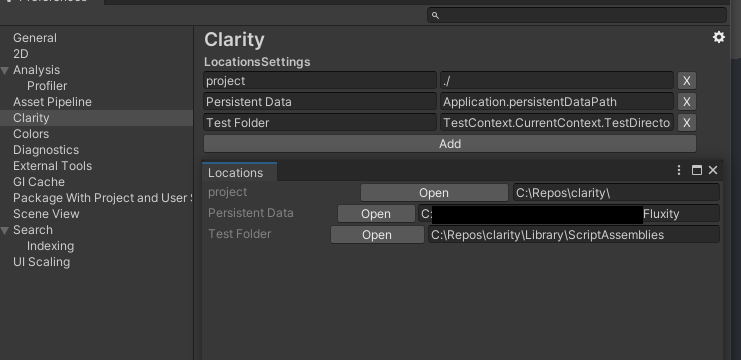 Preferences
General
2D
Analysis
Profiler
Asset Pipeline
Clarity
Colors
Diagnostics
External Tools
GI Cache
Package With Project and User
Scene View
Search
Indexing
UI Scaling
Clarity
LocationsSettings
project ./ X
Persistent Data Application.persistentDataPath X
Test Folder TestContext.CurrentContext.TestDirecto X
Add
Locations
project Open C:\Repos\clarity\
Persistent Data Open C: Fluxity
Test Folder Open C:\Repos\clarity\Library\ScriptAssemblies